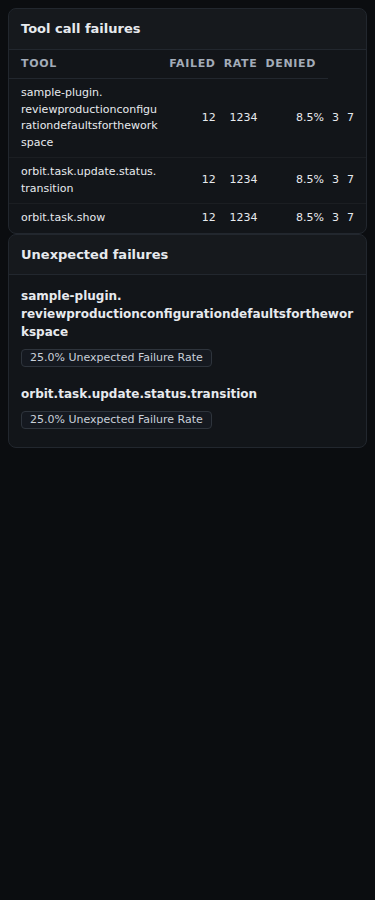 Tool call failures
TOOL FAILED RATE DENIED
sample-plugin.
reviewproductionconfigu
rationdefaultsforthework
space
12 1234 8.5% 3 7
orbit.task.update.status.
transition
12 1234 8.5% 3 7
orbit.task.show 12 1234 8.5% 3 7
Unexpected failures
sample-plugin.
reviewproductionconfigurationdefaultsforthewor
kspace
25.0% Unexpected Failure Rate
orbit.task.update.status.transition
25.0% Unexpected Failure Rate